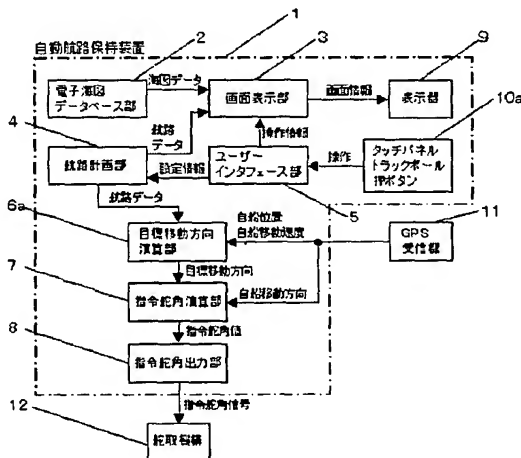 1
自動航路保持装置
2
3
9
電子海図
データベース部
海図データ
画面表示部
画面情報
表示器
4
航路
データ
操作情報
10a
航路計画部
設定情報
ユーザー
インタフェース部
操作
タッチパネル
トラックボール
押ボタン
5
航路データ
6a
目標移動方向
演算部
自船位置
自船移動速度
11
GPS
受信機
目標移動方向
7
指令舵角演算部
自船移動方向
指令舵角値
8
指令舵角出力部
指令舵角信号
12
舵取機構